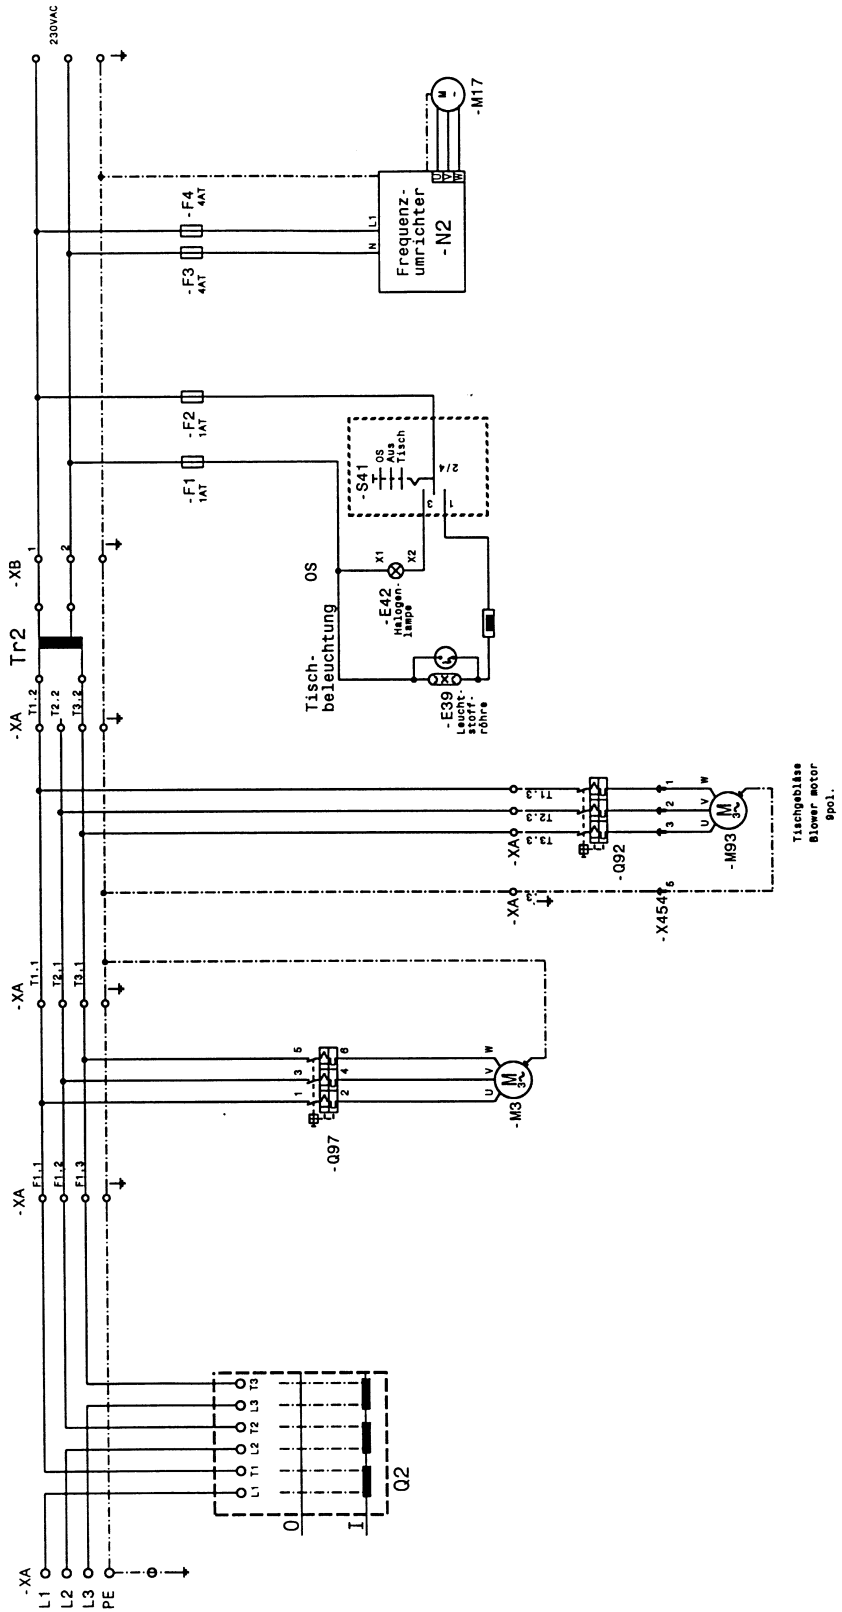 -XA
L1
L2
L3
PE
Q2
O
I
L1
T1
L2
T2
L3
T3
-XA
F1.1
F1.2
F1.3
-Q97
1
3
5
2
4
6
U
V
W
M
3~
-M3
-XA
T1.1
T2.1
T3.1
-XA
.3
-X454
5
-XA
T3.3
T2.3
T1.3
-Q92
3
2
1
U
V
W
M
3~
-M93
Tischgebläse
Blower motor
9pol.
-XA
T1.2
T2.2
T3.2
Tr2
-XB
1
2
Tisch-
beleuchtung
OS
-E39
Leucht-
stoff-
röhre
-E42
Halogen-
lampe
X1
X2
-S41
OS
Aus
Tisch
3
1
2/4
-F1
1AT
-F2
1AT
-F3
4AT
-F4
4AT
N
L1
Frequenz-
umrichter
-N2
U
V
W
M
~
-M17
230VAC